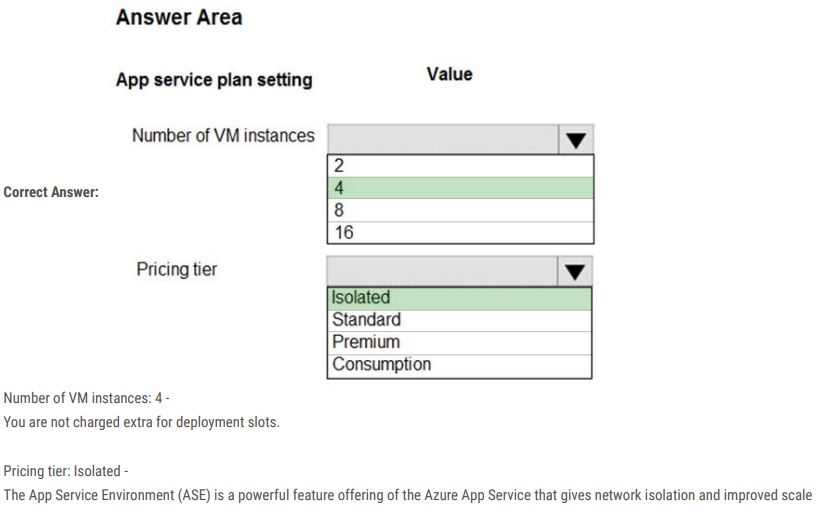 Answer Area
App service plan setting
Value
Number of VM instances
2
4
8
16
Correct Answer:
Pricing tier
Isolated
Standard
Premium
Consumption
Number of VM instances: 4 -
You are not charged extra for deployment slots.
Pricing tier: Isolated -
The App Service Environment (ASE) is a powerful feature offering of the Azure App Service that gives network isolation and improved scale